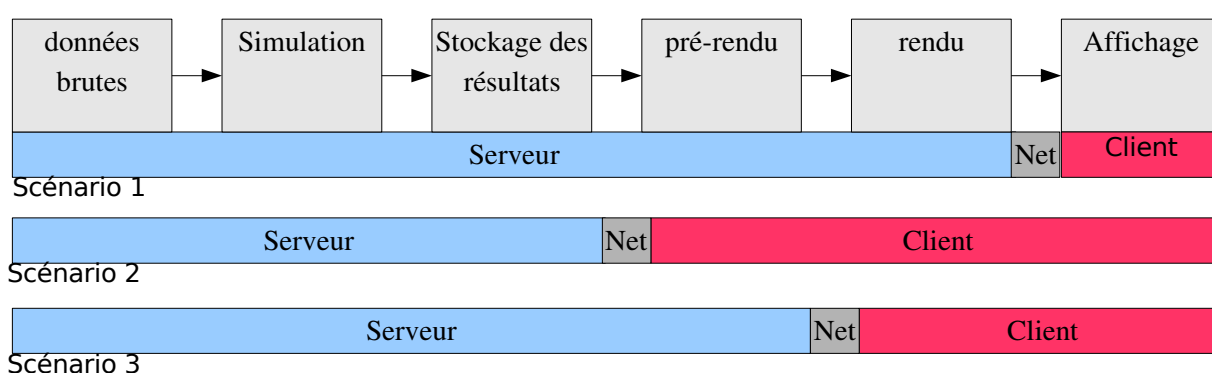 données
brutes
Simulation
Stockage des
résultats
pré-rendu
rendu
Affichage
Serveur
Net
Client
Scénario 1
Serveur
Net
Client
Scénario 2
Serveur
Net
Client
Scénario 3